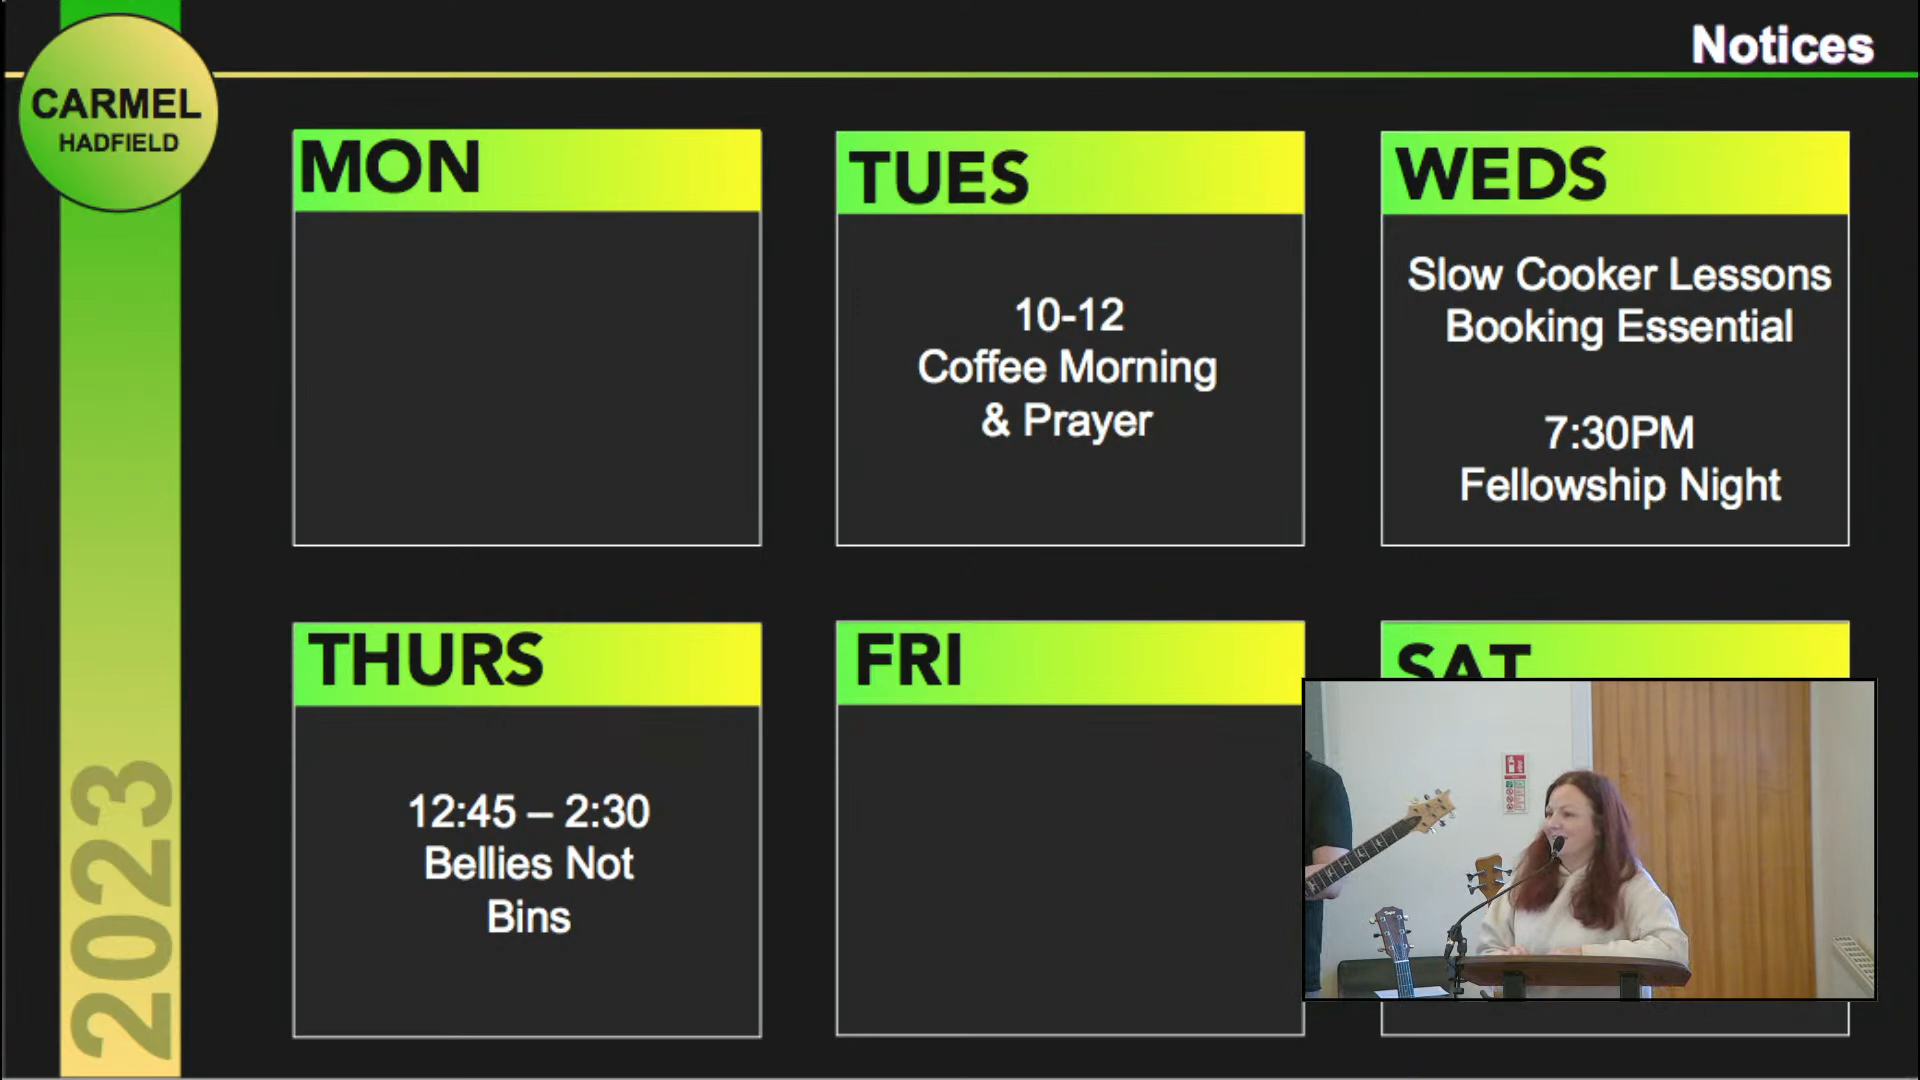 Notices
CARMEL
HADFIELD
MON
TUES
10-12
Coffee Morning
& Prayer
WEDS
Slow Cooker Lessons
Booking Essential
7:30PM
Fellowship Night
THURS
12:45 – 2:30
Bellies Not
Bins
FRI
SAT
2023